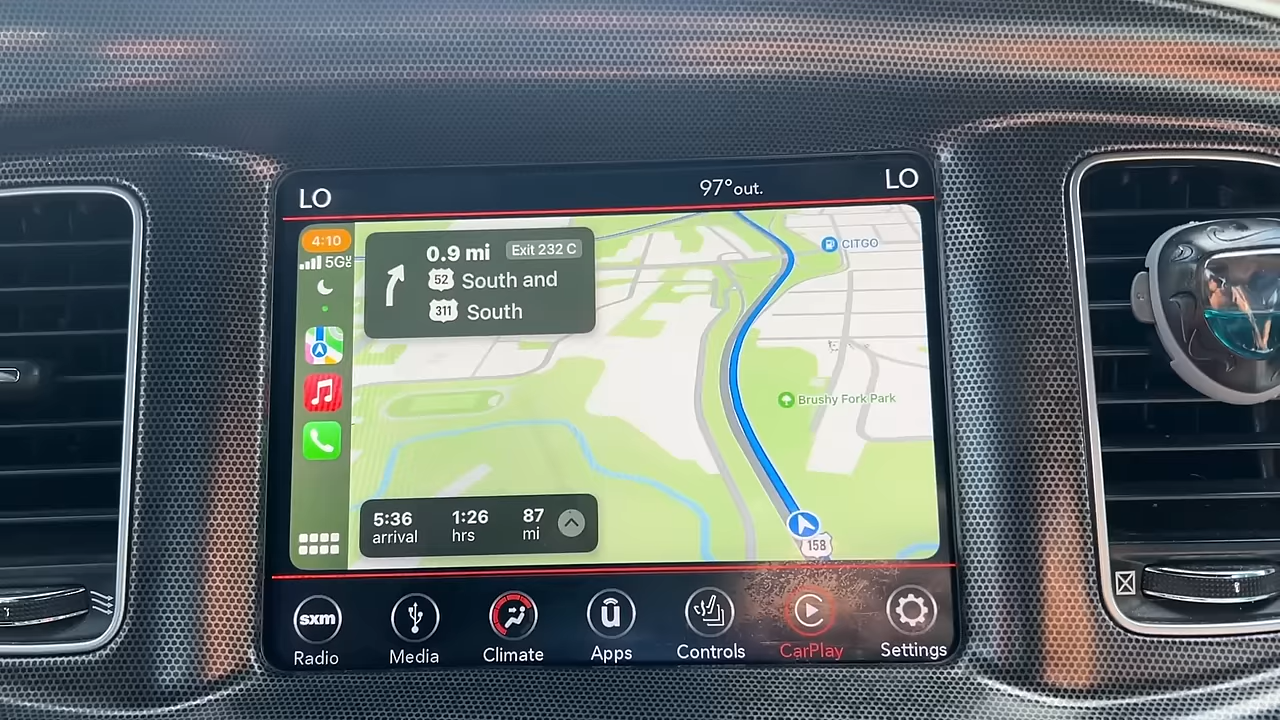 LO
97°out.
LO
4:10
5G
0.9 mi
Exit 232 C
52 South and
311 South
CITGO
Brushy Fork Park
5:36
arrival
1:26
hrs
87
mi
158
sxm
Radio
Media
Climate
u
Apps
Controls
CarPlay
Settings